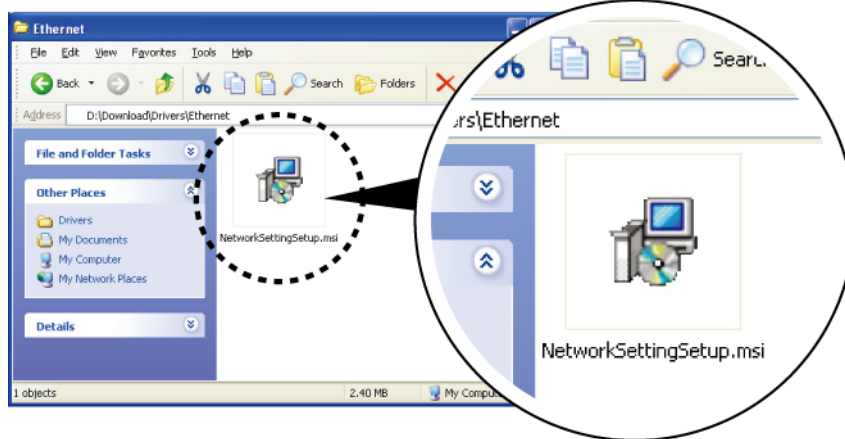 Ethernet
File Edit View Favorites Tools Help
Back Search Folders
Address D:\Download\Drivers\Ethernet
File and Folder Tasks
Other Places
Drivers
My Documents
My Computer
My Network Places
Details
NetworkSettingSetup.msi
1 objects 2.40 MB My Compu
Sear
ers\Ethernet
NetworkSettingSetup.msi